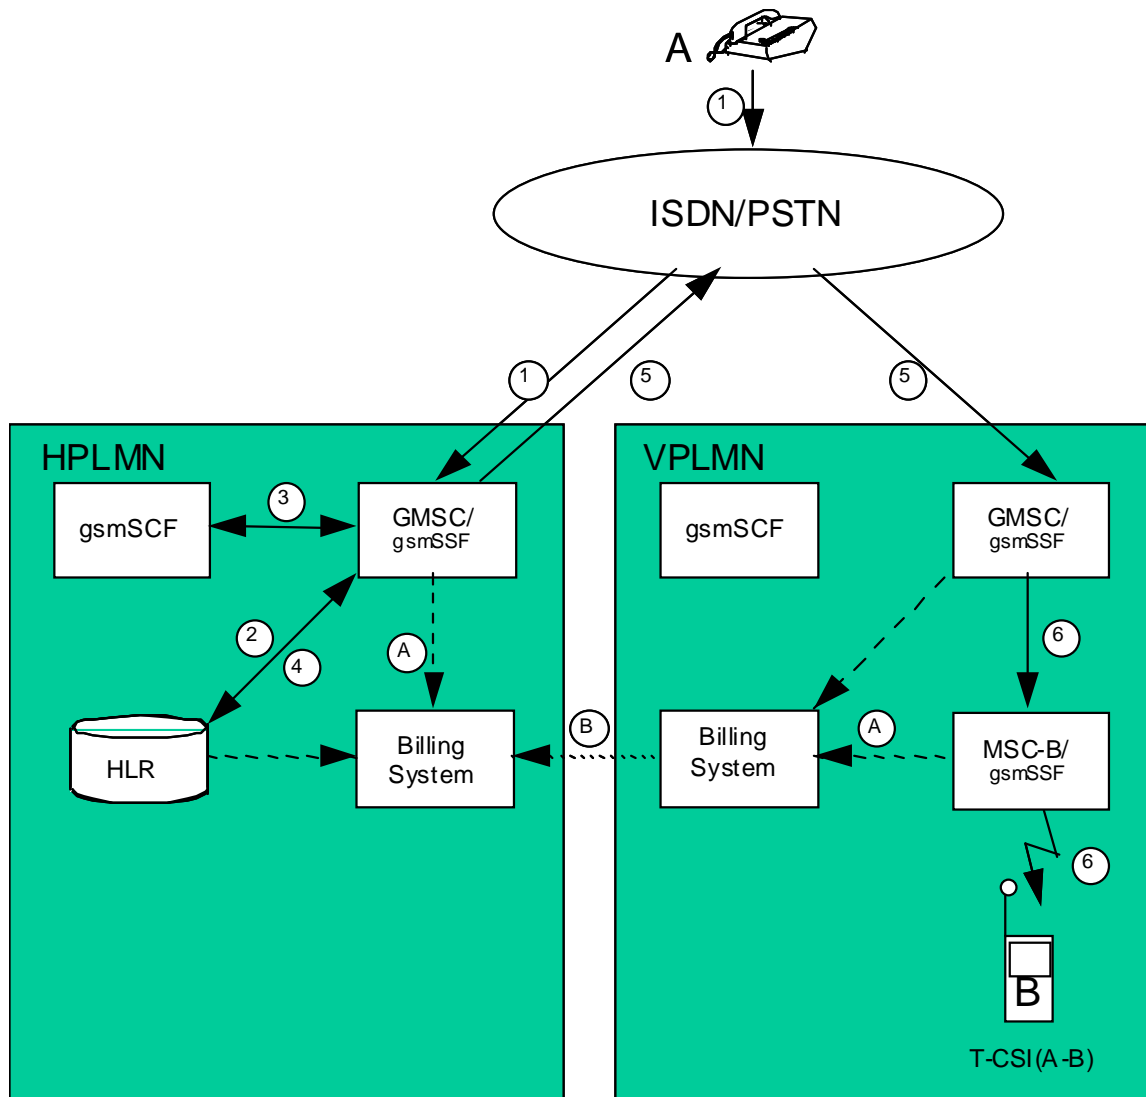 A
1
ISDN/PSTN
1
5
5
HPLMN
VPLMN
gsmSCF
3
GMSC/
gsmSSF
gsmSCF
GMSC/
gsmSSF
2
4
A
6
HLR
Billing
System
B
Billing
System
A
MSC-B/
gsmSSF
6
B
T-CSI(A-B)